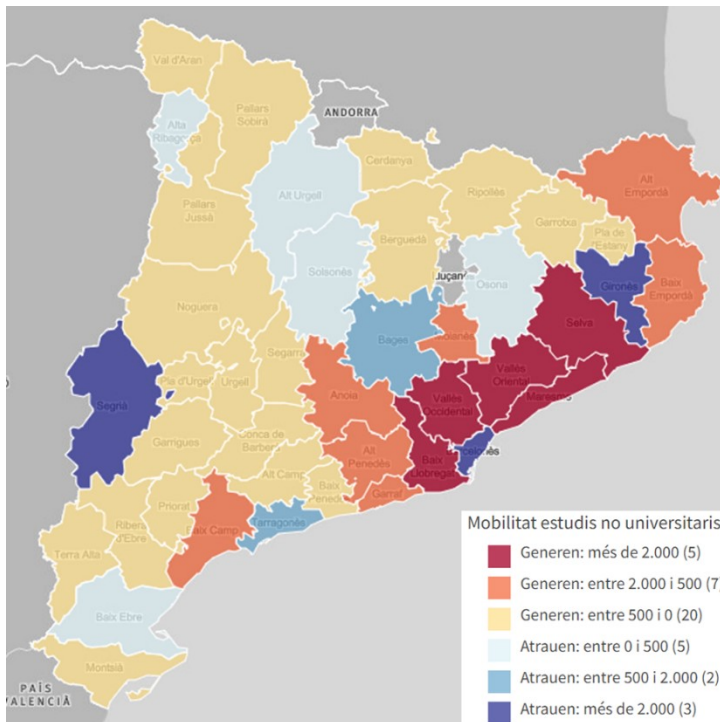 Val d'Aran
Alta
Ribagorça
Pallars
Sobirà
ANDORRA
Cerdanya
Alt
Empordà
Alt Urgell
Ripollès
Garrotxa
Pla de
l'Estany
Pallars
Jussà
Berguedà
Solsonès
Lluçanès
Osona
Gironès
Baix
Empordà
Noguera
Bages
Moianès
Selva
Segarra
Vallès
Oriental
Pla d'Urgell
Urgell
Anoia
Vallès
Occidental
Maresme
Segrià
Garrigues
Conca de
Barberà
Alt
Penedès
Baix
Llobregat
Barcelonès
Alt Camp
Baix
Penedès
Garraf
Priorat
Ribera
d'Ebre
Baix Camp
Tarragonès
Terra Alta
Baix Ebre
Montsià
PAÍS
VALENCIÀ
Mobilitat estudis no universitaris
Generen: més de 2.000 (5)
Generen: entre 2.000 i 500 (7)
Generen: entre 500 i 0 (20)
Atrauen: entre 0 i 500 (5)
Atrauen: entre 500 i 2.000 (2)
Atrauen: més de 2.000 (3)